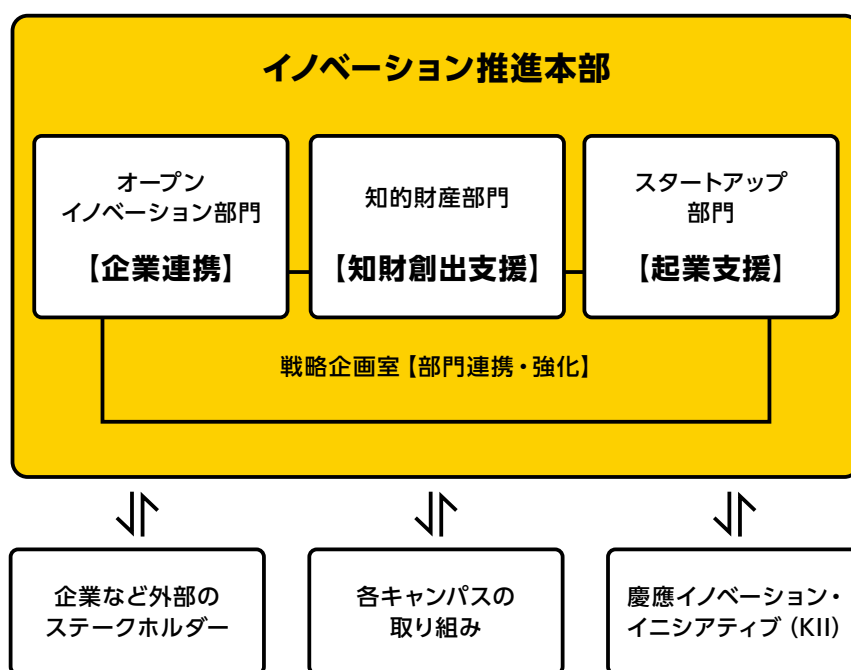 イノベーション推進本部
オープン
イノベーション部門
【企業連携】
知的財産部門
【知財創出支援】
スタートアップ
部門
【起業支援】
戦略企画室【部門連携・強化】
企業など外部の
ステークホルダー
各キャンパスの
取り組み
慶應イノベーション・
イニシアティブ(KII)